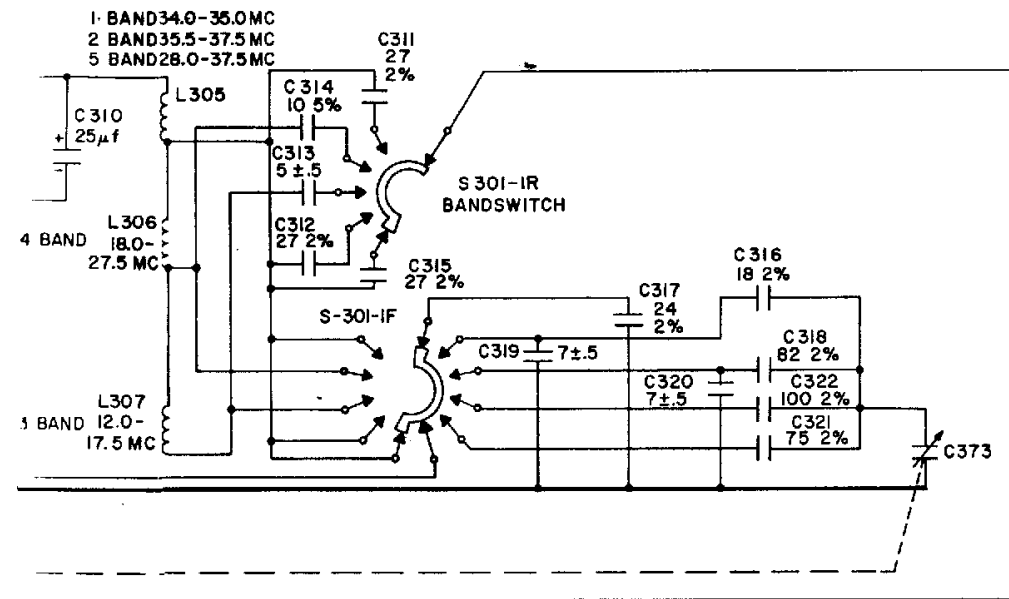 1. BAND34.0-35.0MC
2 BAND35.5-37.5MC
5 BAND28.0-37.5MC
C311
27
2%
L305
C314
10 5%
C310
+ 25µf
-
C313
5 ±.5
S301-1R
BANDSWITCH
L306
18.0-
27.5 MC
4 BAND
C312
27 2%
C315
27 2%
C316
18 2%
S-301-1F
C317
24
2%
C319
7±.5
C318
82 2%
C320
7±.5
C322
100 2%
L307
12.0-
17.5 MC
3 BAND
C321
75 2%
C373